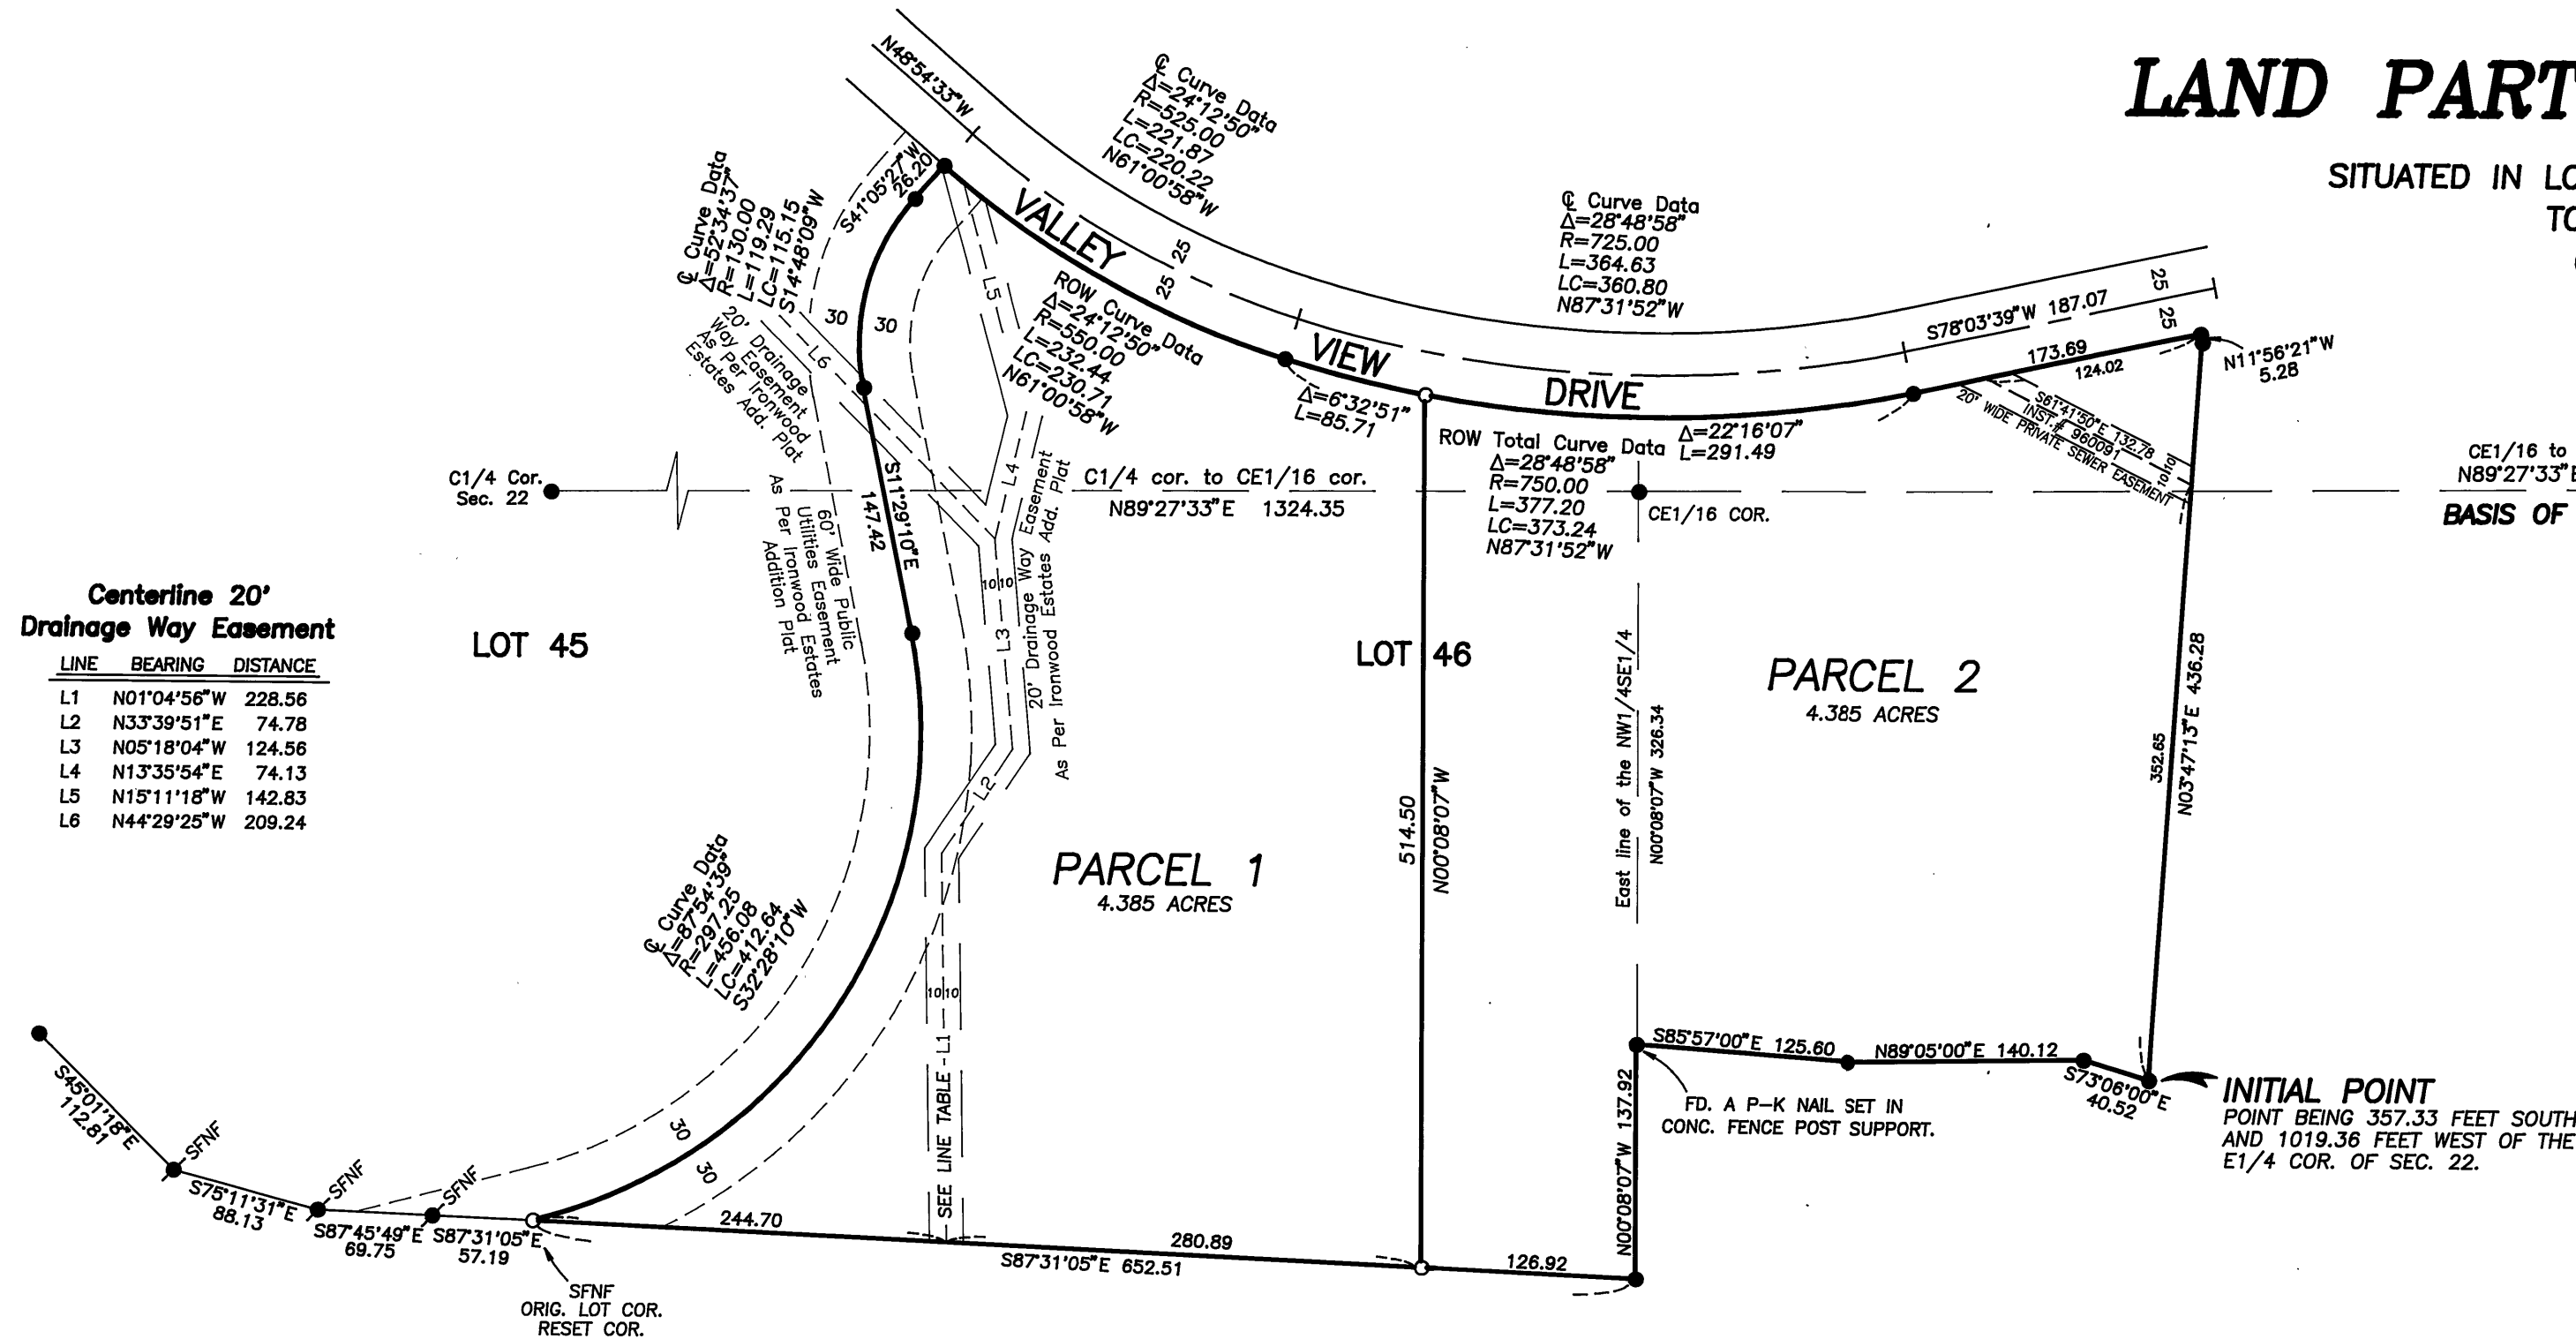 LAND PART
SITUATED IN LO
TO
N48°54'33"W
℄ Curve Data
Δ=24°12'50"
R=525.00
L=221.87
LC=220.22
N61°00'58"W
℄ Curve Data
Δ=28°48'58"
R=725.00
L=364.63
LC=360.80
N87°31'52"W
℄ Curve Data
Δ=52°34'37"
R=130.00
L=119.29
LC=115.15
S14°48'09"W
S41°05'27"W
26.20
VALLEY VIEW DRIVE
25
25
25
25
S78°03'39"W 187.07
173.69
124.02
N11°56'21"W
5.28
ROW Curve Data
Δ=24°12'50"
R=550.00
L=232.44
LC=230.71
N61°00'58"W
L5
30
30
L6
20' Drainage
Way Easement
As Per Ironwood
Estates Add. Plat
Δ=6°32'51"
L=85.71
Δ=22°16'07"
L=291.49
ROW Total Curve Data
Δ=28°48'58"
R=750.00
L=377.20
LC=373.24
N87°31'52"W
S61°41'50"E 132.78
INST.# 960091
20' WIDE PRIVATE SEWER EASEMENT
10
10
C1/4 Cor.
Sec. 22
C1/4 cor. to CE1/16 cor.
N89°27'33"E 1324.35
CE1/16 COR.
CE1/16 to
N89°27'33"E
BASIS OF
S11°29'10"E
147.42
60' Wide Public
Utilities Easement
As Per Ironwood Estates
Addition Plat
L4
10
10
L3
20' Drainage Way Easement
As Per Ironwood Estates Add. Plat
L2
Centerline 20'
Drainage Way Easement
LINE BEARING DISTANCE
L1 N01°04'56"W 228.56
L2 N33°39'51"E 74.78
L3 N05°18'04"W 124.56
L4 N13°35'54"E 74.13
L5 N15°11'18"W 142.83
L6 N44°29'25"W 209.24
LOT 45
LOT 46
PARCEL 2
4.385 ACRES
East line of the NW1/4SE1/4
N00°08'07"W 326.34
352.65
N03°47'13"E 436.28
514.50
N00°08'07"W
PARCEL 1
4.385 ACRES
℄ Curve Data
Δ=87°54'39"
R=297.25
L=456.08
LC=412.64
S32°28'10"W
10
10
SEE LINE TABLE - L1
S85°57'00"E 125.60
N89°05'00"E 140.12
S73°06'00"E
40.52
FD. A P-K NAIL SET IN
CONC. FENCE POST SUPPORT.
INITIAL POINT
POINT BEING 357.33 FEET SOUTH
AND 1019.36 FEET WEST OF THE
E1/4 COR. OF SEC. 22.
N00°08'07"W 137.92
S45°01'18"E
112.81
SFNF
S75°11'31"E
88.13
SFNF
S87°45'49"E
69.75
SFNF
S87°31'05"E
57.19
30
30
244.70
280.89
S87°31'05"E 652.51
126.92
SFNF
ORIG. LOT COR.
RESET COR.